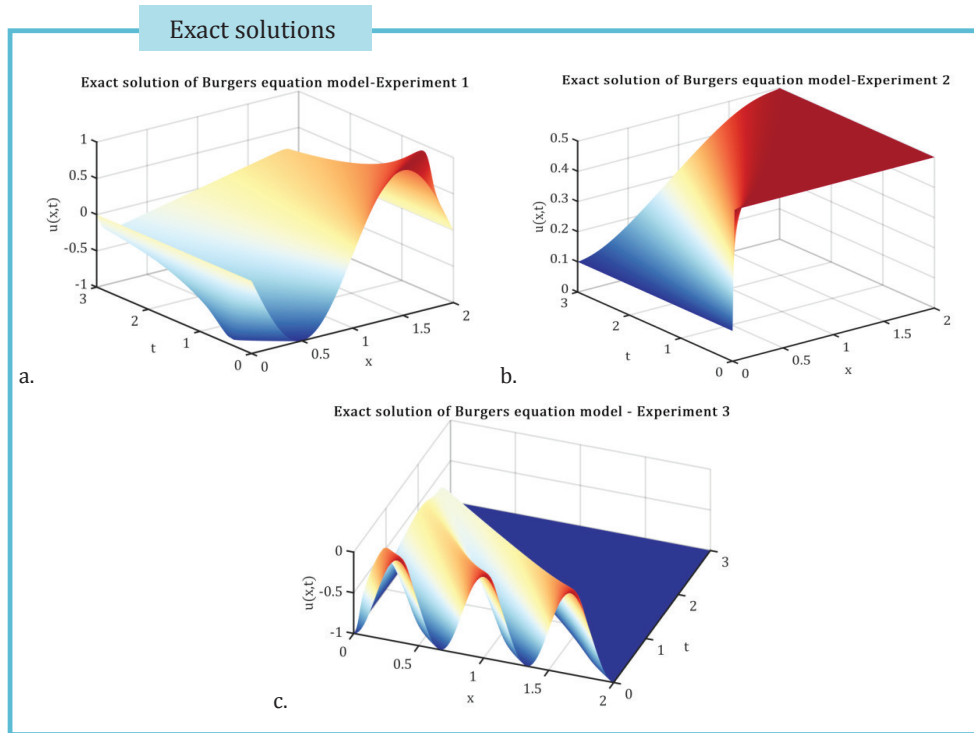 Exact solutions
Exact solution of Burgers equation model-Experiment 1
1
0.5
0
-0.5
-1
u(x,t)
3
2
1
0
t
0
0.5
1
1.5
2
x
a.
Exact solution of Burgers equation model-Experiment 2
0.5
0.4
0.3
0.2
0.1
0
u(x,t)
3
2
1
0
t
0
0.5
1
1.5
2
x
b.
Exact solution of Burgers equation model - Experiment 3
0
-0.5
-1
u(x,t)
0
0.5
1
1.5
2
x
0
1
2
3
t
c.